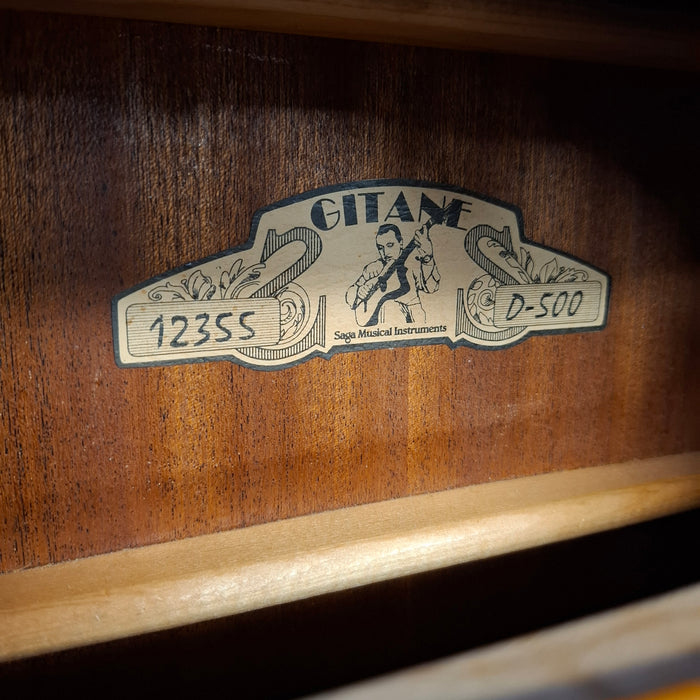 GITANE
12355
Saga Musical Instruments
D-500